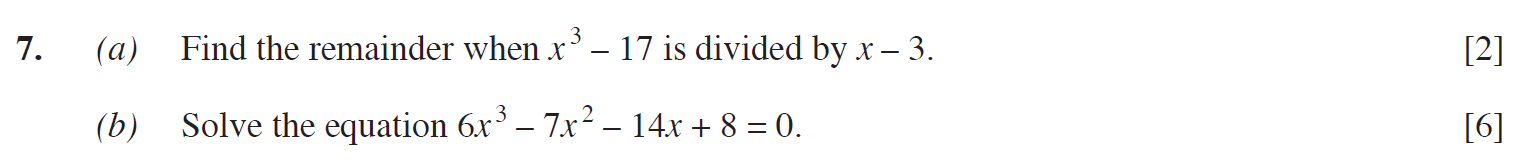 7. (a) Find the remainder when x³ – 17 is divided by x – 3. [2]
(b) Solve the equation 6x³ – 7x² – 14x + 8 = 0. [6]